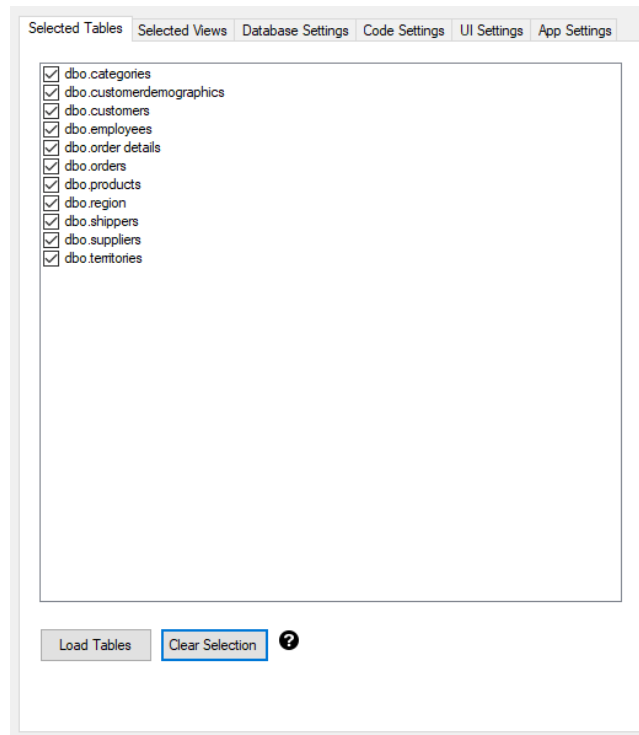 Selected Tables Selected Views Database Settings Code Settings UI Settings App Settings
dbo.categories
dbo.customerdemographics
dbo.customers
dbo.employees
dbo.order details
dbo.orders
dbo.products
dbo.region
dbo.shippers
dbo.suppliers
dbo.territories
Load Tables Clear Selection ?